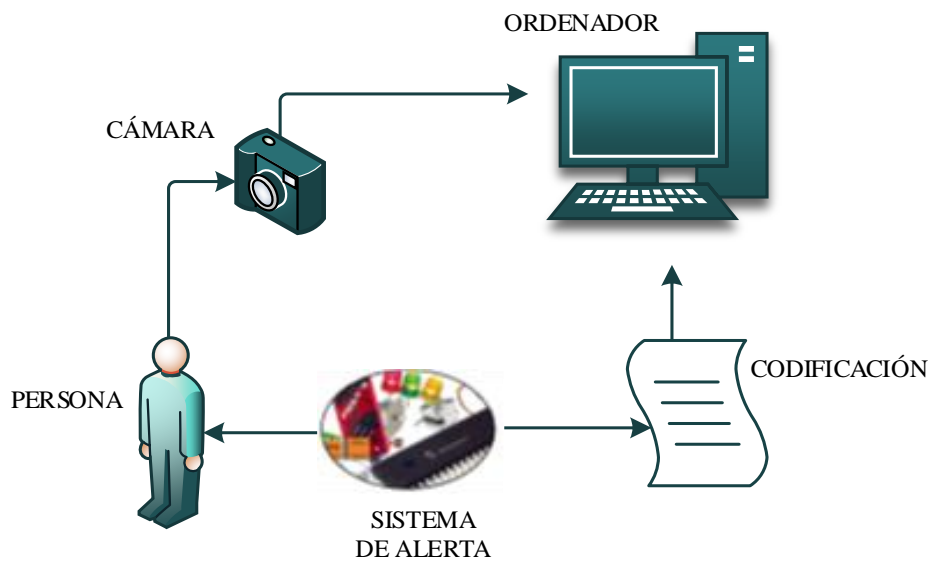 ORDENADOR
CÁMARA
PERSONA
CODIFICACIÓN
SISTEMA
DE ALERTA